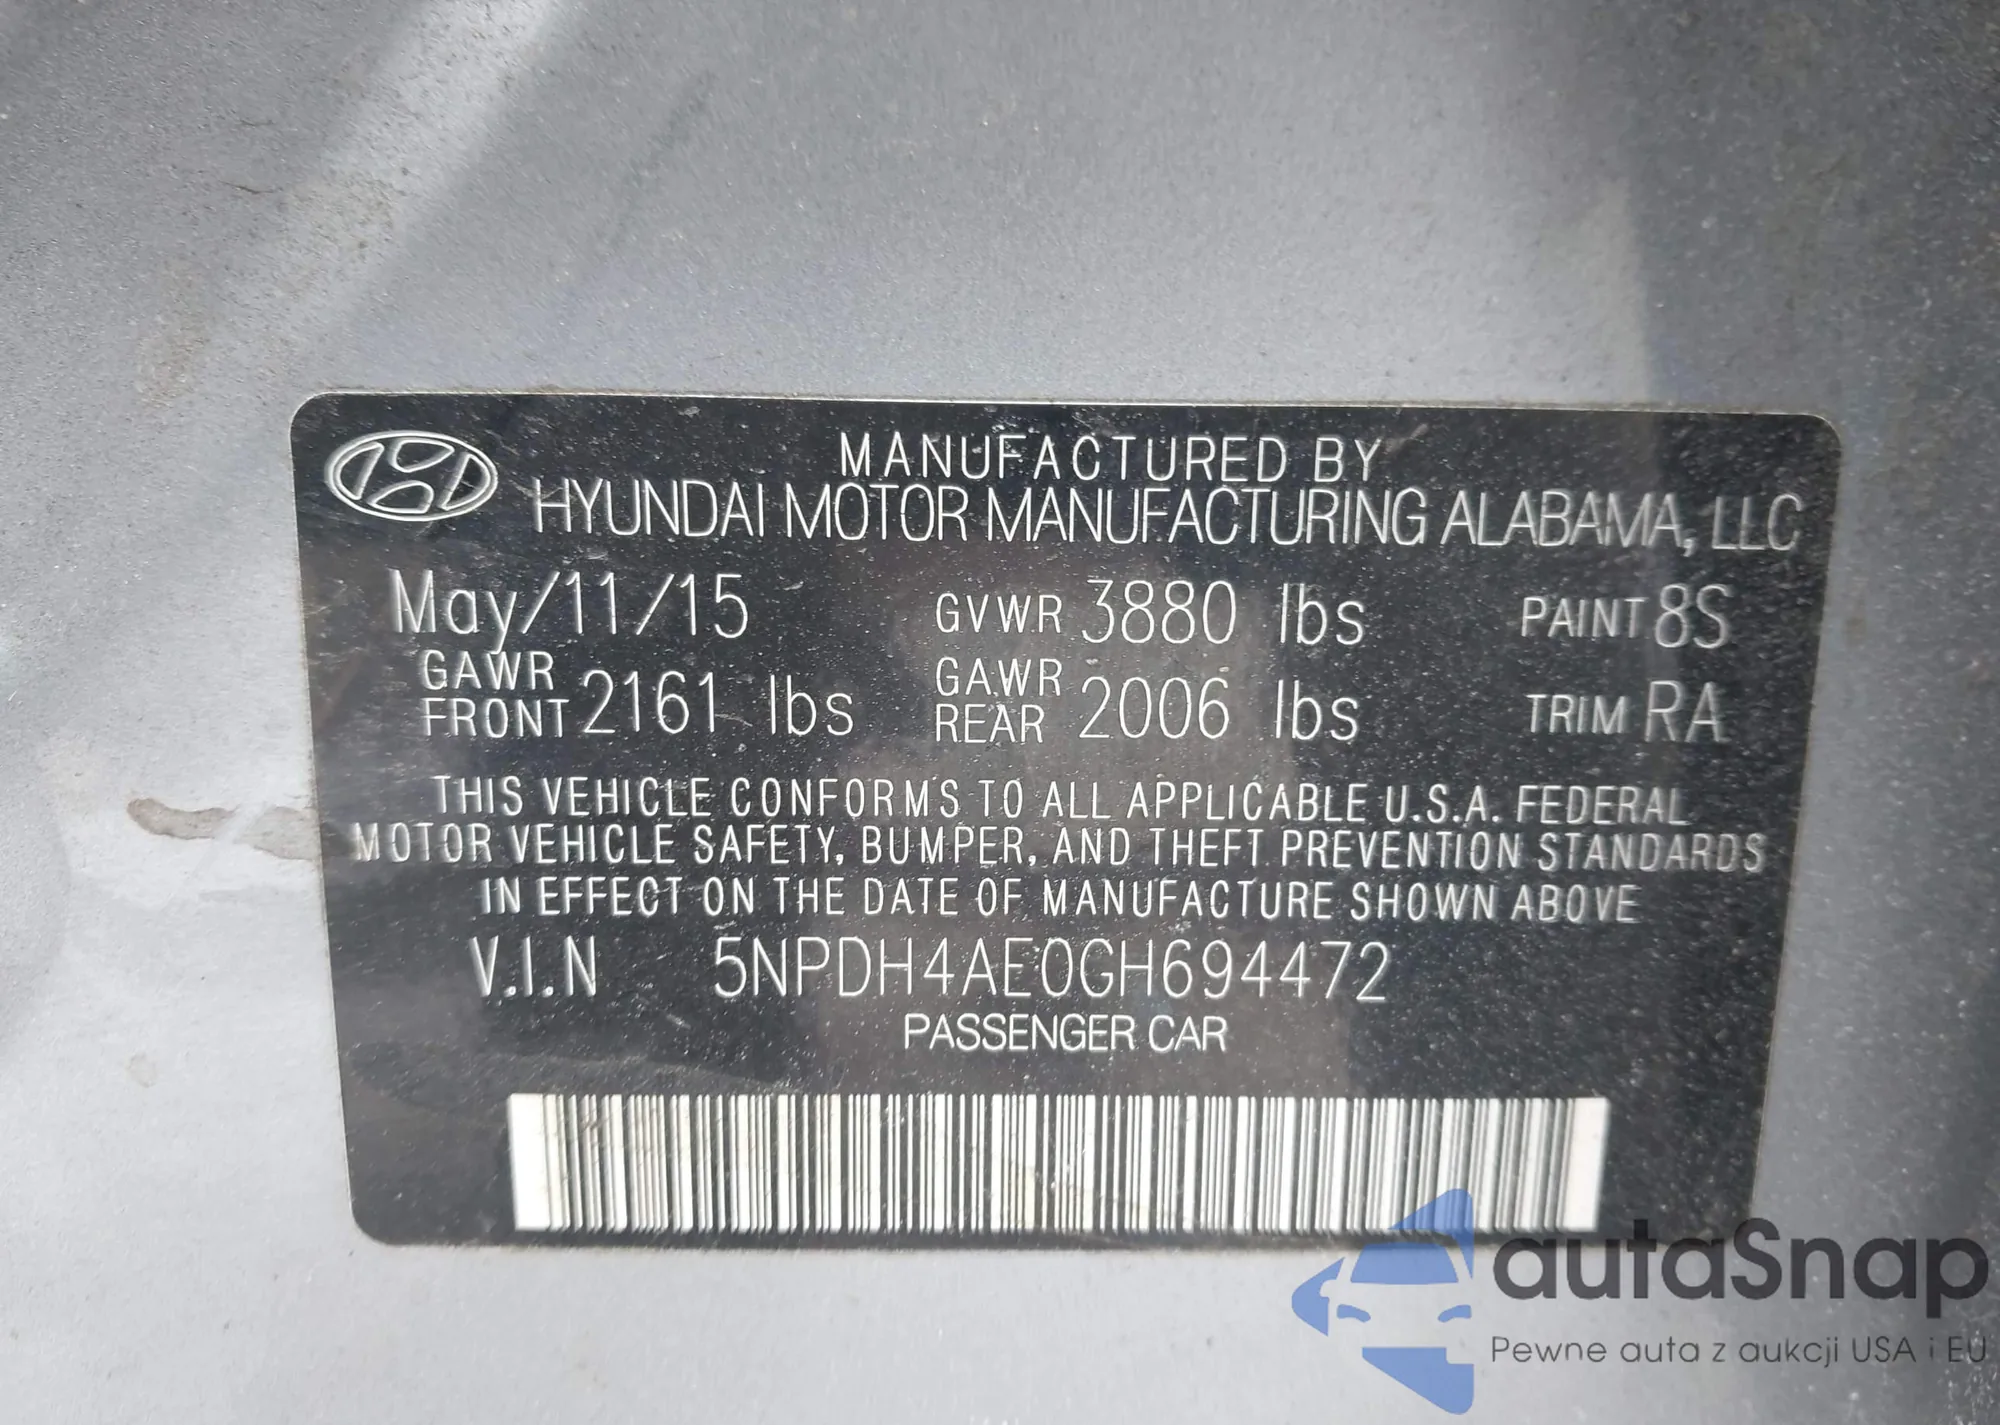 MANUFACTURED BY
HYUNDAI MOTOR MANUFACTURING ALABAMA, LLC
May/11/15 GVWR 3880 lbs PAINT 8S
GAWR FRONT 2161 lbs GAWR REAR 2006 lbs TRIM RA
THIS VEHICLE CONFORMS TO ALL APPLICABLE U.S.A. FEDERAL
MOTOR VEHICLE SAFETY, BUMPER, AND THEFT PREVENTION STANDARDS
IN EFFECT ON THE DATE OF MANUFACTURE SHOWN ABOVE
V.I.N 5NPDH4AE0GH694472
PASSENGER CAR
autaSnap
Pewne auta z aukcji USA i EU